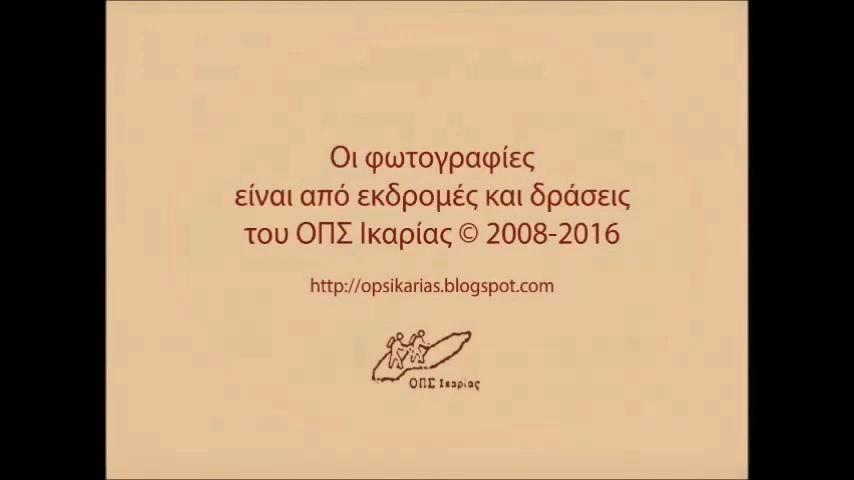 Οι φωτογραφίες
είναι από εκδρομές και δράσεις
του ΟΠΣ Ικαρίας © 2008-2016
http://opsikarias.blogspot.com
ΟΠΣ Ικαρίας